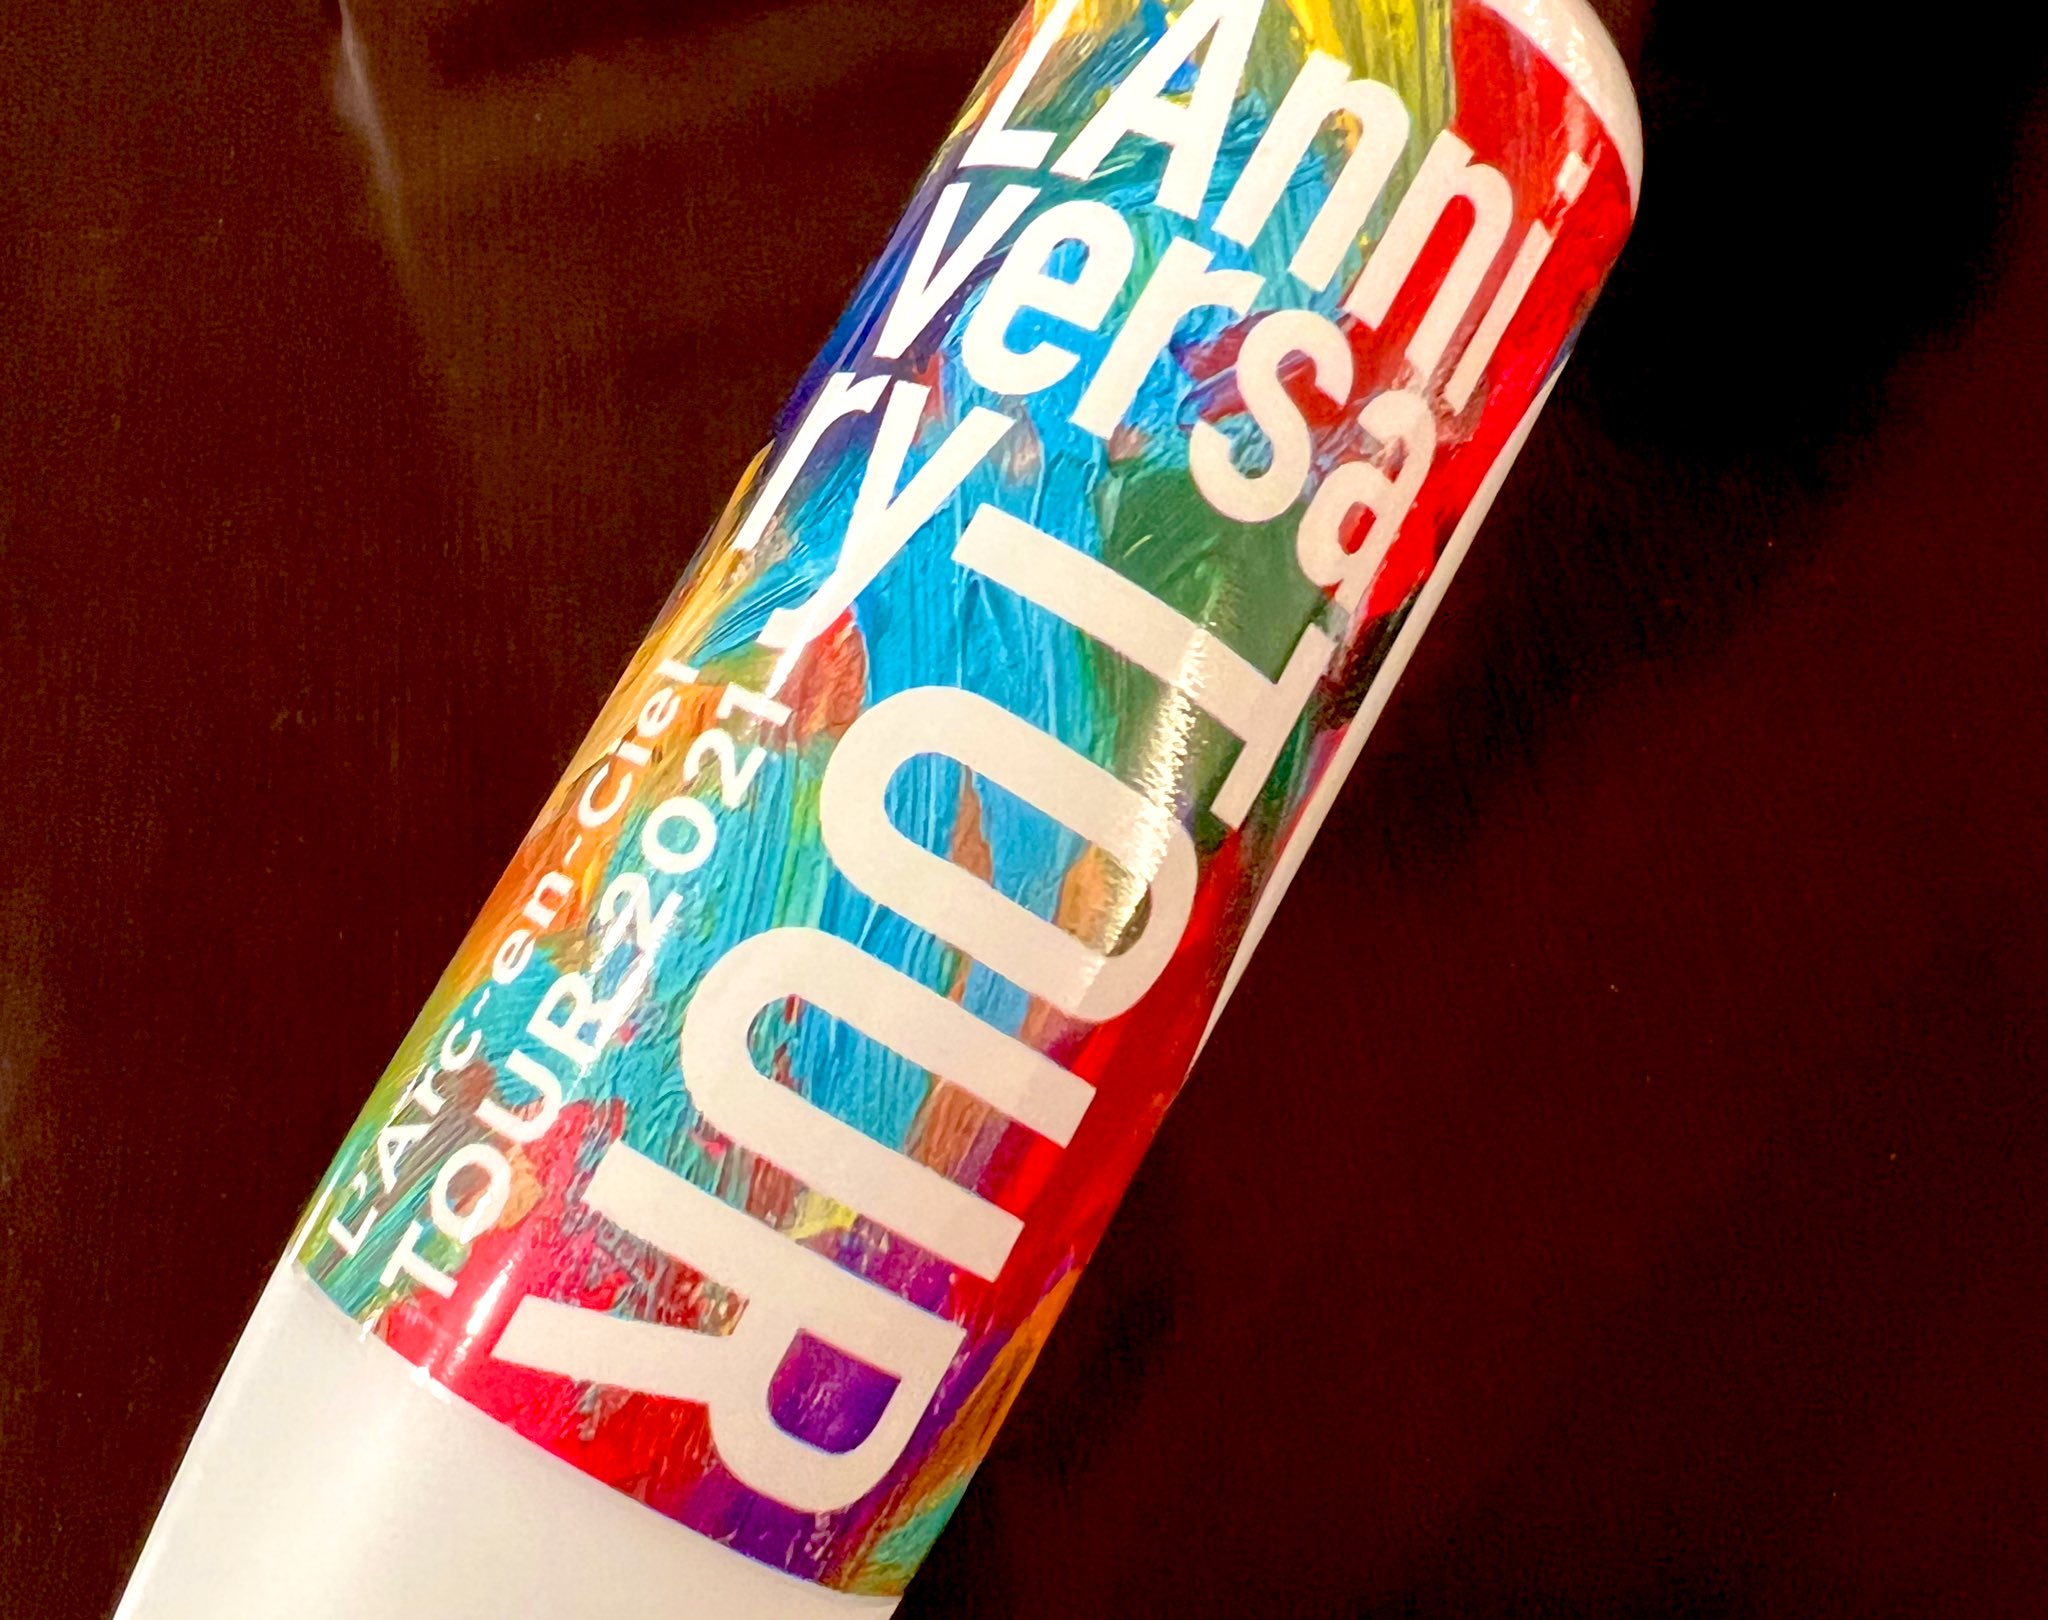 L'Anni
versa
ry
TOUR
L'Arc~en~Ciel
TOUR 2021